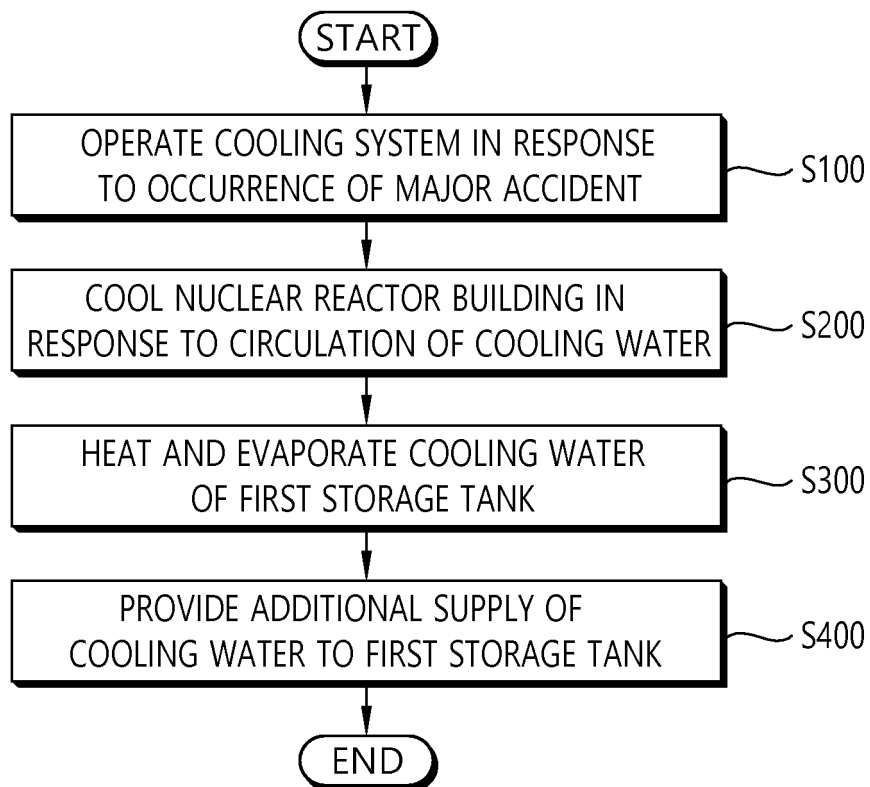 START
OPERATE COOLING SYSTEM IN RESPONSE
TO OCCURRENCE OF MAJOR ACCIDENT
S100
COOL NUCLEAR REACTOR BUILDING IN
RESPONSE TO CIRCULATION OF COOLING WATER
S200
HEAT AND EVAPORATE COOLING WATER
OF FIRST STORAGE TANK
S300
PROVIDE ADDITIONAL SUPPLY OF
COOLING WATER TO FIRST STORAGE TANK
S400
END